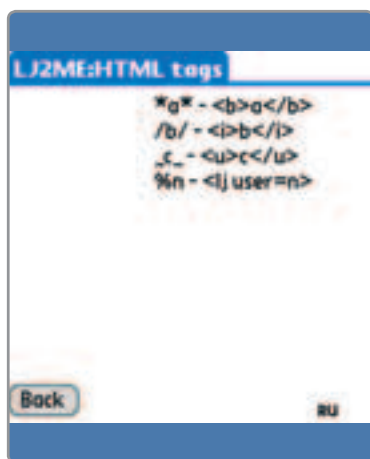 LJ2ME:HTML tags
*a* - <b>a</b>
/b/ - <i>b</i>
_c_ - <u>c</u>
%n - <lj user=n>
Back
RU